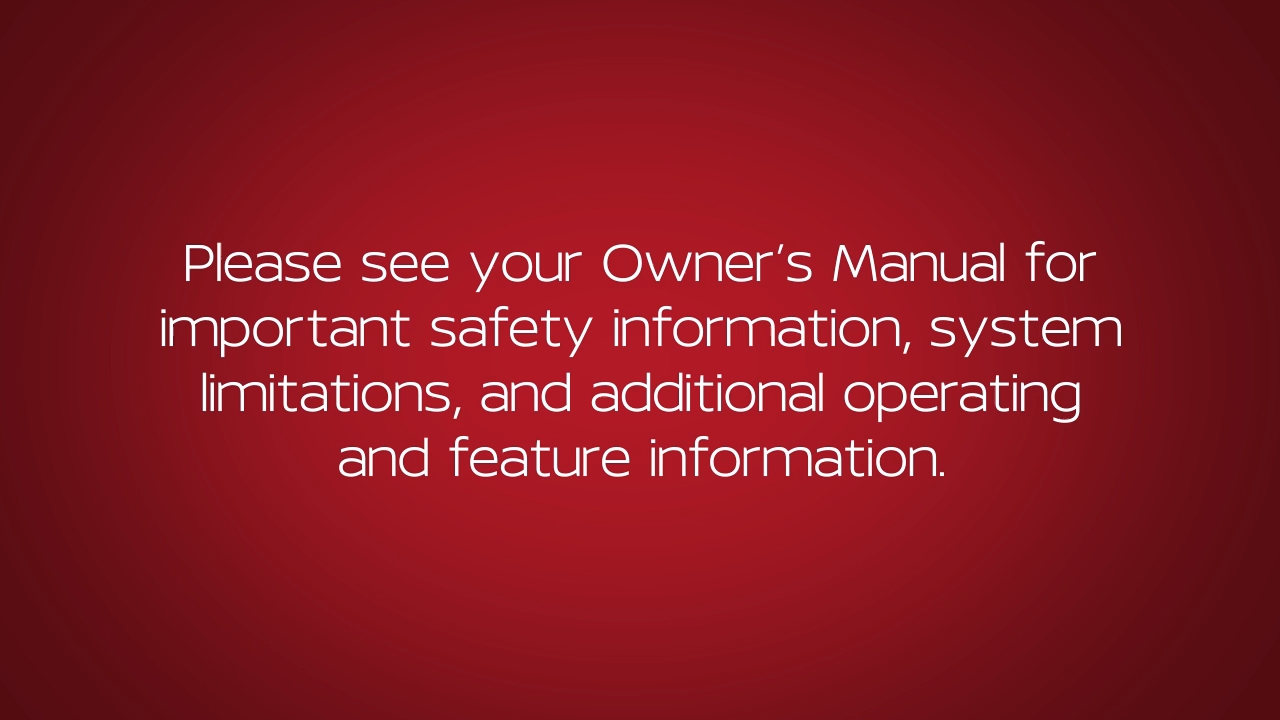 Please see your Owner’s Manual for
important safety information, system
limitations, and additional operating
and feature information.